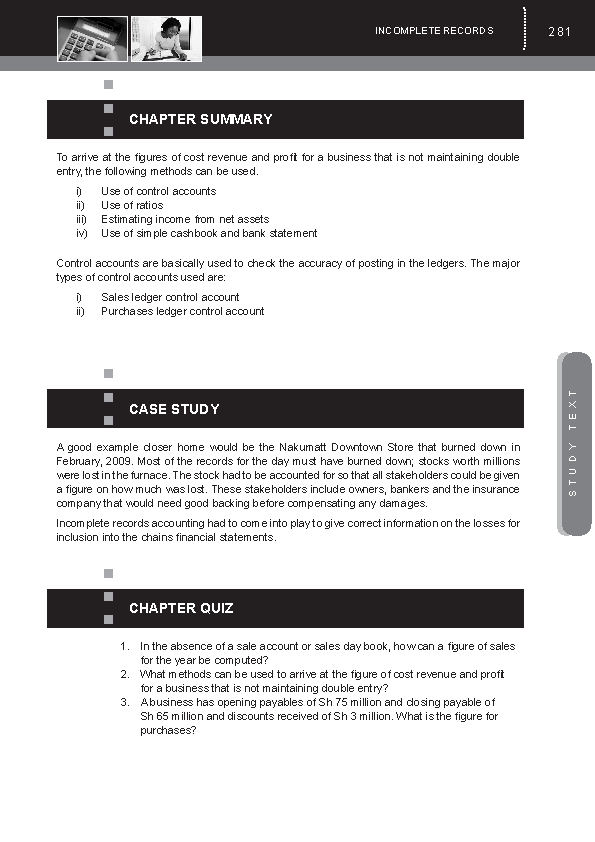 INCOMPLETE RECORDS
281
CHAPTER SUMMARY
To arrive at the figures of cost revenue and profit for a business that is not maintaining double
entry, the following methods can be used.
i) Use of control accounts
ii) Use of ratios
iii) Estimating income from net assets
iv) Use of simple cashbook and bank statement
Control accounts are basically used to check the accuracy of posting in the ledgers. The major
types of control accounts used are:
i) Sales ledger control account
ii) Purchases ledger control account
STUDY TEXT
CASE STUDY
A good example closer home would be the Nakumatt Downtown Store that burned down in
February, 2009. Most of the records for the day must have burned down; stocks worth millions
were lost in the furnace. The stock had to be accounted for so that all stakeholders could be given
a figure on how much was lost. These stakeholders include owners, bankers and the insurance
company that would need good backing before compensating any damages.
Incomplete records accounting had to come into play to give correct information on the losses for
inclusion into the chains financial statements.
CHAPTER QUIZ
1. In the absence of a sale account or sales day book, how can a figure of sales
for the year be computed?
2. What methods can be used to arrive at the figure of cost revenue and profit
for a business that is not maintaining double entry?
3. A business has opening payables of Sh 75 million and closing payable of
Sh 65 million and discounts received of Sh 3 million. What is the figure for
purchases?